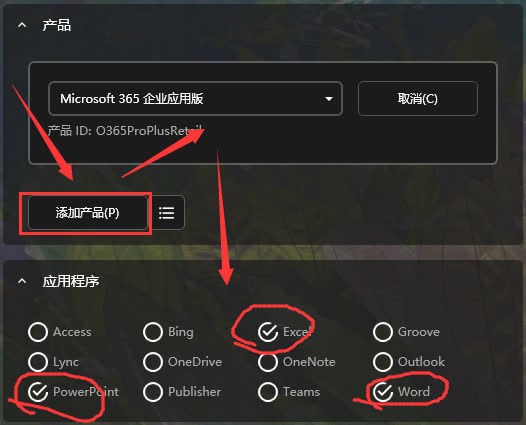 产品
Microsoft 365 企业应用版
取消(C)
产品 ID: O365ProPlusRetail
添加产品(P)
应用程序
Access Bing Excel Groove
Lync OneDrive OneNote Outlook
PowerPoint Publisher Teams Word